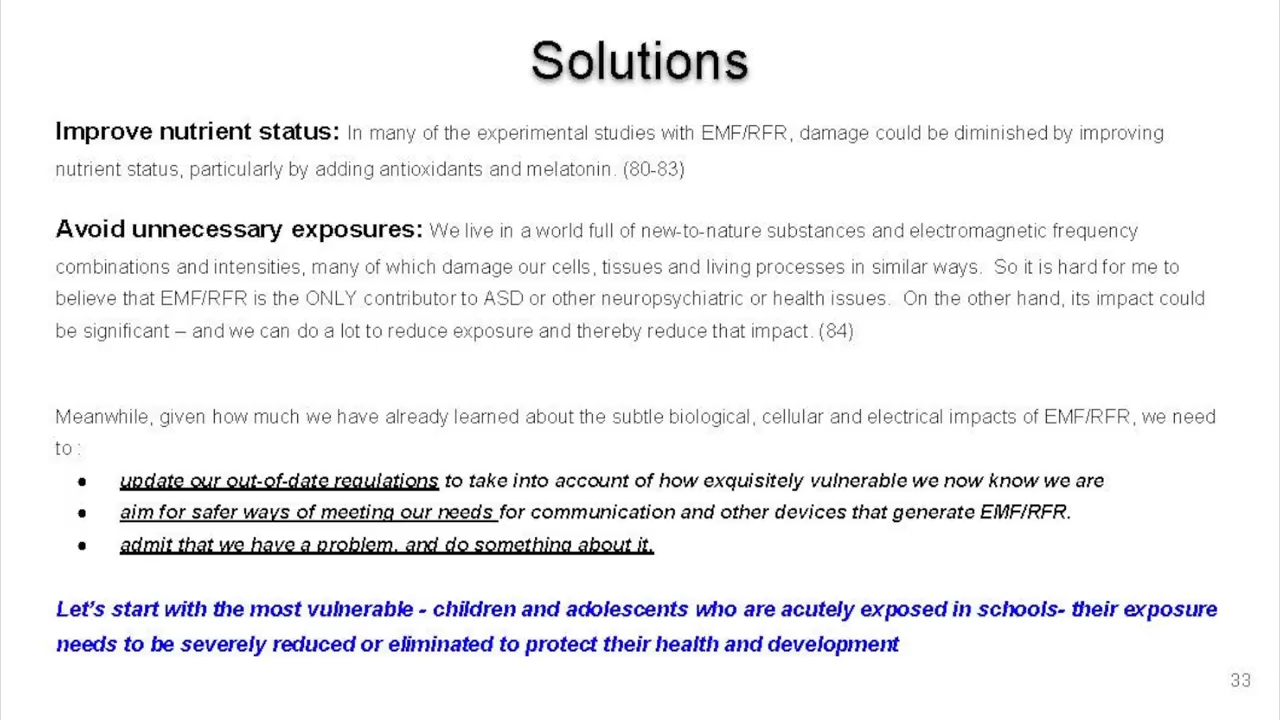 Solutions
Improve nutrient status: In many of the experimental studies with EMF/RFR, damage could be diminished by improving
nutrient status, particularly by adding antioxidants and melatonin. (80-83)
Avoid unnecessary exposures: We live in a world full of new-to-nature substances and electromagnetic frequency
combinations and intensities, many of which damage our cells, tissues and living processes in similar ways.  So it is hard for me to
believe that EMF/RFR is the ONLY contributor to ASD or other neuropsychiatric or health issues.  On the other hand, its impact could
be significant – and we can do a lot to reduce exposure and thereby reduce that impact. (84)
Meanwhile, given how much we have already learned about the subtle biological, cellular and electrical impacts of EMF/RFR, we need
to :
● update our out-of-date regulations to take into account of how exquisitely vulnerable we now know we are
● aim for safer ways of meeting our needs for communication and other devices that generate EMF/RFR.
● admit that we have a problem, and do something about it.
Let's start with the most vulnerable - children and adolescents who are acutely exposed in schools- their exposure
needs to be severely reduced or eliminated to protect their health and development
33